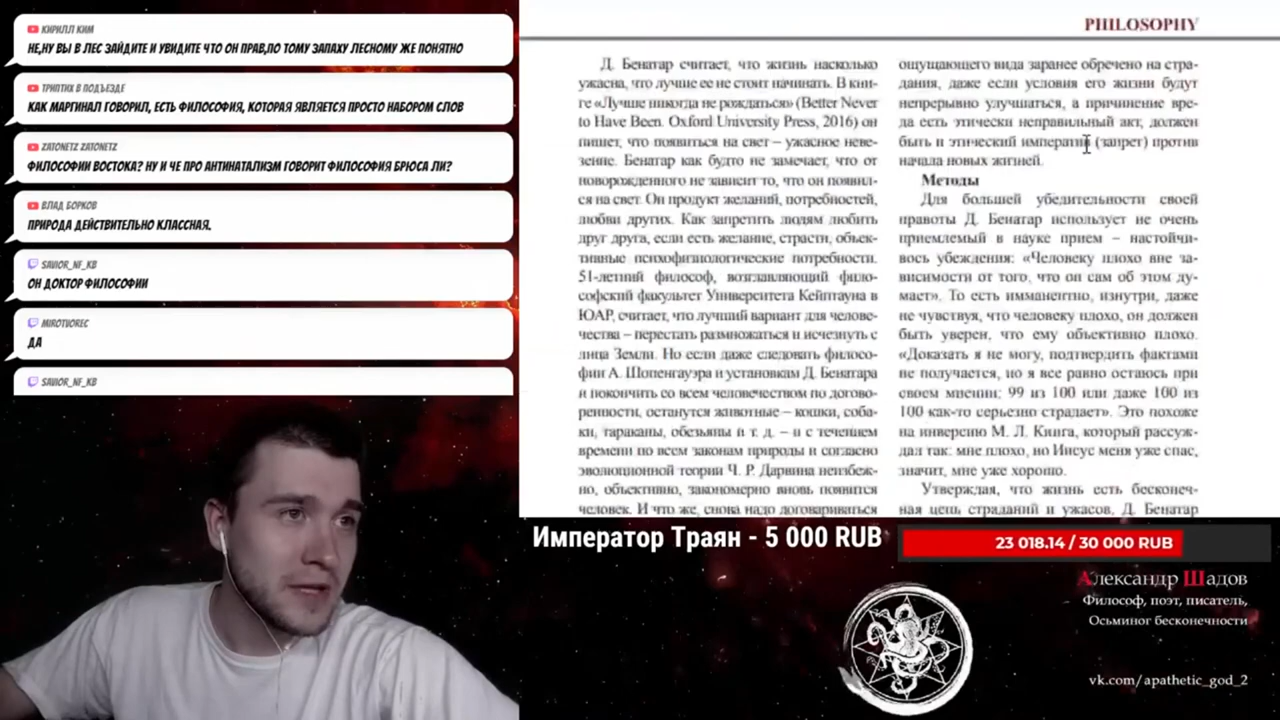 КИРИЛЛ КИМ
НЕ,НУ ВЫ В ЛЕС ЗАЙДИТЕ И УВИДИТЕ ЧТО ОН ПРАВ,ПО ТОМУ ЗАПАХУ ЛЕСНОМУ ЖЕ ПОНЯТНО
ТРИПТИХ В ПОДЪЕЗДЕ
КАК МАРГИНАЛ ГОВОРИЛ, ЕСТЬ ФИЛОСОФИЯ, КОТОРАЯ ЯВЛЯЕТСЯ ПРОСТО НАБОРОМ СЛОВ
ZATONETZ ZATONETZ
ФИЛОСОФИИ ВОСТОКА? НУ И ЧЕ ПРО АНТИНАТАЛИЗМ ГОВОРИТ ФИЛОСОФИЯ БРЮСА ЛИ?
ВЛАД БОРКОВ
ПРИРОДА ДЕЙСТВИТЕЛЬНО КЛАССНАЯ.
SAVIOR_NF_KB
ОН ДОКТОР ФИЛОСОФИИ
MIROTVOREC
ДА
SAVIOR_NF_KB
PHILOSOPHY
Д. Бенатар считает, что жизнь насколько
ужасна, что лучше ее не стоит начинать. В кни-
ге «Лучше никогда не рождаться» (Better Never
to Have Been. Oxford University Press, 2016) он
пишет, что появиться на свет – ужасное неве-
зение. Бенатар как будто не замечает, что от
новорожденного не зависит то, что он появил-
ся на свет. Он продукт желаний, потребностей,
любви других. Как запретить людям любить
друг друга, если есть желание, страсти, объек-
тивные психофизиологические потребности.
51-летний философ, возглавляющий фило-
софский факультет Университета Кейптауна в
ЮАР, считает, что лучший вариант для челове-
чества – перестать размножаться и исчезнуть с
лица Земли. Но если даже следовать филосо-
фии А. Шопенгауэра и установкам Д. Бенатара
и покончить со всем человечеством по догово-
ренности, останутся животные – кошки, соба-
ки, тараканы, обезьяны и т. д. – и с течением
времени по всем законам природы и согласно
эволюционной теории Ч. Р. Дарвина неизбеж-
но, объективно, закономерно вновь появится
человек. И что же, снова надо договариваться
ощущающего вида заранее обречено на стра-
дания, даже если условия его жизни будут
непрерывно улучшаться, а причинение вре-
да есть этически неправильный акт, должен
быть и этический императив (запрет) против
начала новых жизней.
Методы
Для большей убедительности своей
правоты Д. Бенатар использует не очень
приемлемый в науке прием – настойчи-
вось убеждения: «Человеку плохо вне за-
висимости от того, что он сам об этом ду-
мает». То есть имманентно, изнутри, даже
не чувствуя, что человеку плохо, он должен
быть уверен, что ему объективно плохо.
«Доказать я не могу, подтвердить фактами
не получается, но я все равно остаюсь при
своем мнении: 99 из 100 или даже 100 из
100 как-то серьезно страдает». Это похоже
на инверсию М. Л. Кинга, который рассуж-
дал так: мне плохо, но Иисус меня уже спас,
значит, мне уже хорошо.
Утверждая, что жизнь есть бесконеч-
ная цепь страданий и ужасов, Д. Бенатар
Император Траян - 5 000 RUB
23 018.14 / 30 000 RUB
Александр Шадов
Философ, поэт, писатель,
Осьминог бесконечности
vk.com/apathetic_god_2